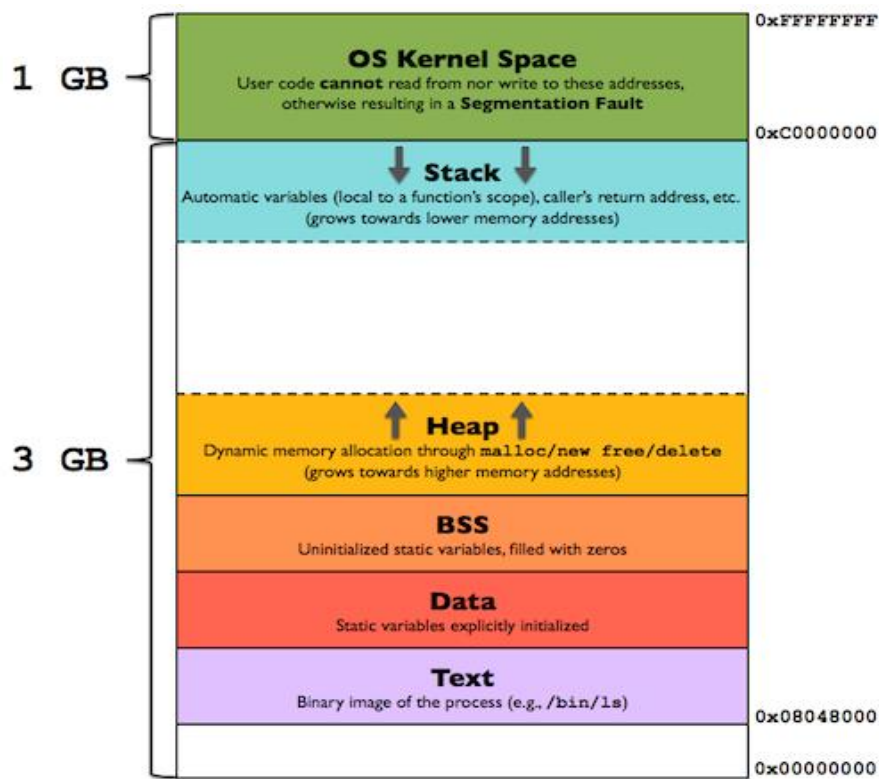 0xFFFFFFFF
OS Kernel Space
1 GB
User code cannot read from nor write to these addresses,
otherwise resulting in a Segmentation Fault
0xC0000000
Stack
Automatic variables (local to a function's scope), caller's return address, etc.
(grows towards lower memory addresses)
Heap
3 GB
Dynamic memory allocation through malloc/new free/delete
(grows towards higher memory addresses)
BSS
Uninitialized static variables, filled with zeros
Data
Static variables explicitly initialized
Text
Binary image of the process (e.g., /bin/ls)
0x08048000
0x00000000